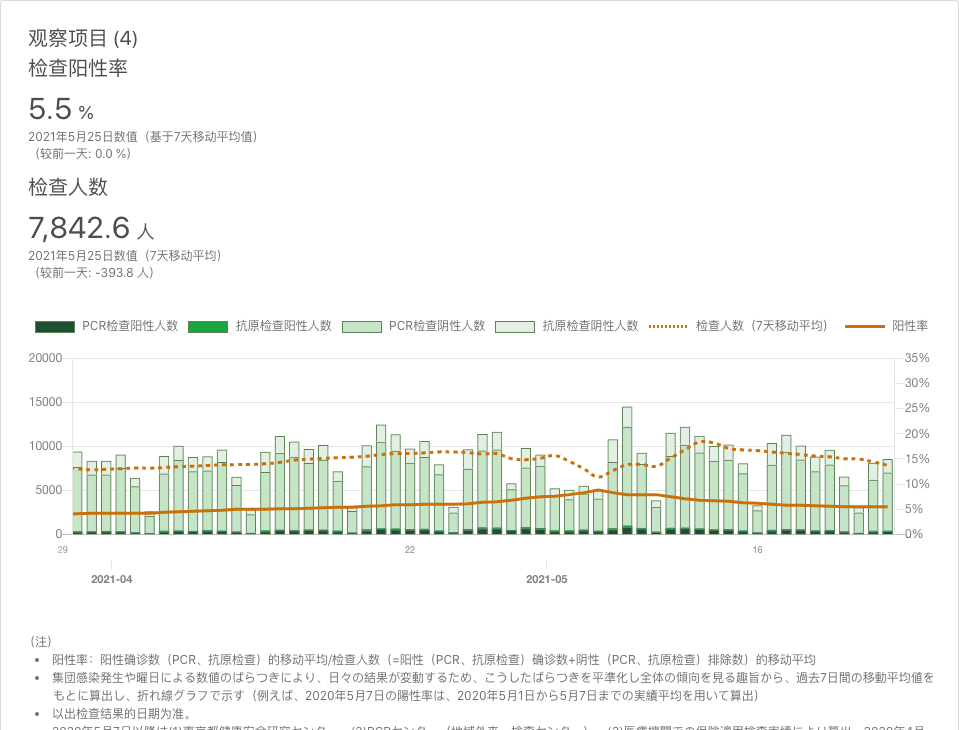 观察项目 (4)
检查阳性率
5.5 %
2021年5月25日数值（基于7天移动平均值）
（较前一天: 0.0 %）
检查人数
7,842.6 人
2021年5月25日数值（7天移动平均）
（较前一天: -393.8 人）
PCR检查阳性人数 抗原检查阳性人数 PCR检查阴性人数 抗原检查阴性人数 检查人数（7天移动平均） 阳性率
20000 35%
30%
15000 25%
20%
10000 15%
5000 10%
5%
0 0%
29 22 16
2021-04 2021-05
(注)
阳性率：阳性确诊数（PCR、抗原检查）的移动平均/检查人数（=阳性（PCR、抗原检查）确诊数+阴性（PCR、抗原检查）排除数）的移动平均
集団感染発生や曜日による数値のばらつきにより、日々の結果が変動するため、こうしたばらつきを平準化し全体の傾向を見る趣旨から、過去7日間の移動平均値を
もとに算出し、折れ線グラフで示す（例えば、2020年5月7日の陽性率は、2020年5月1日から5月7日までの実績平均を用いて算出）
以出检查结果的日期为准。